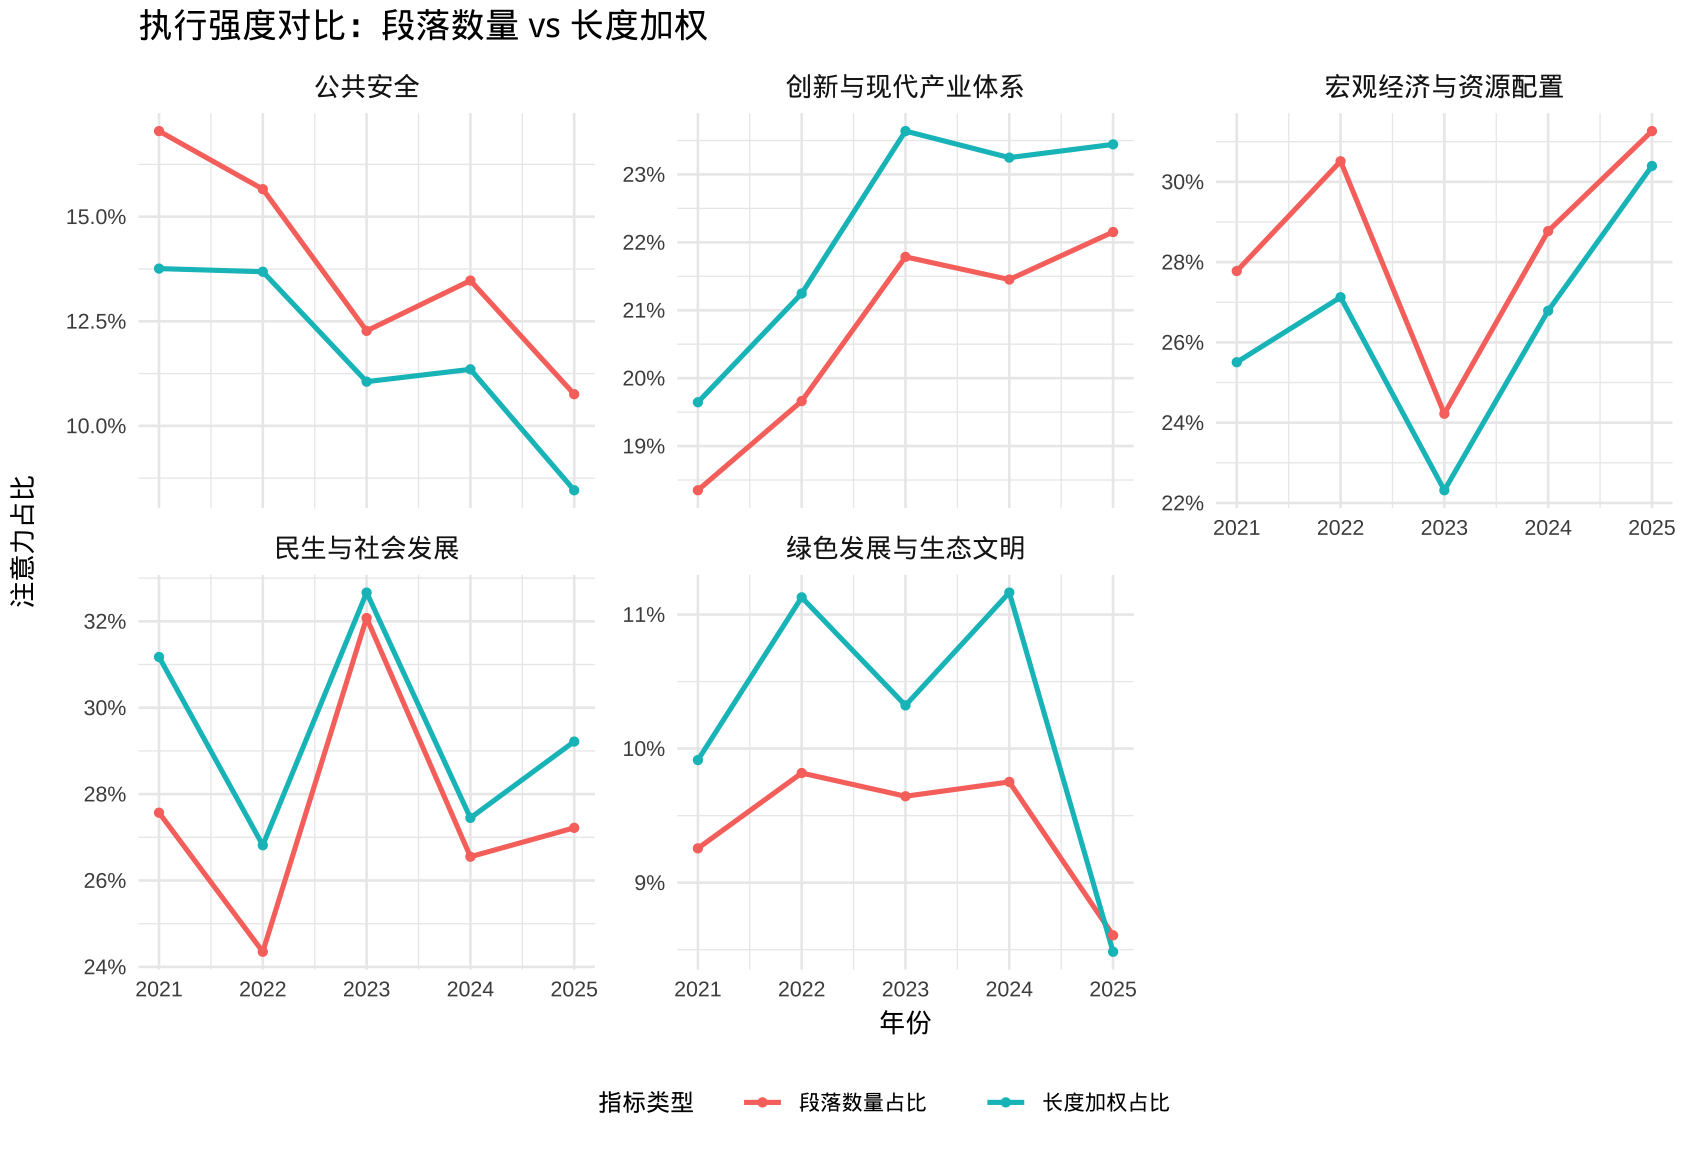 执行强度对比：段落数量 vs 长度加权
公共安全
创新与现代产业体系
宏观经济与资源配置
15.0%
12.5%
10.0%
23%
22%
21%
20%
19%
30%
28%
26%
24%
22%
2021 2022 2023 2024 2025
注意力占比
民生与社会发展
绿色发展与生态文明
32%
30%
28%
26%
24%
2021 2022 2023 2024 2025
11%
10%
9%
2021 2022 2023 2024 2025
年份
指标类型 段落数量占比 长度加权占比